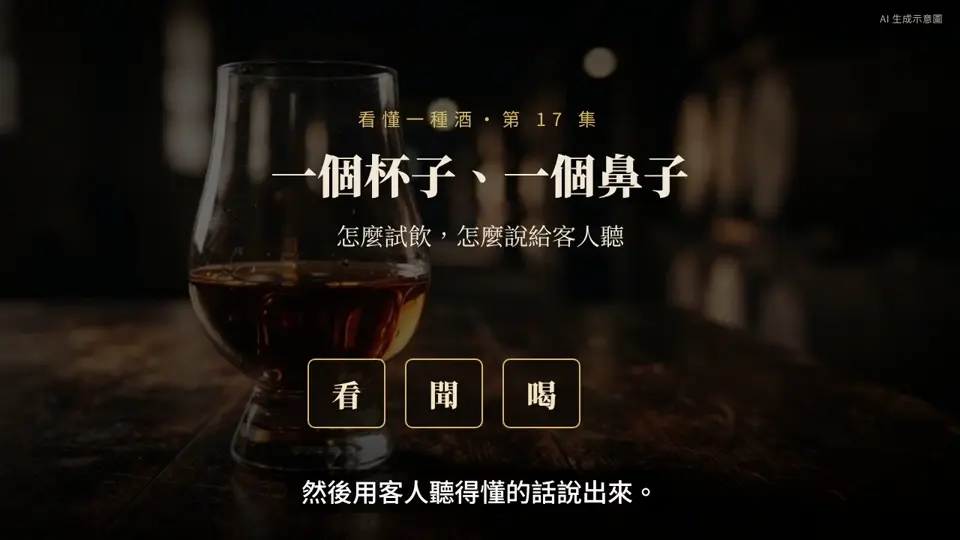 AI 生成示意圖
看懂一種酒・第 17 集
一個杯子、一個鼻子
怎麼試飲，怎麼說給客人聽
看 聞 喝
然後用客人聽得懂的話說出來。